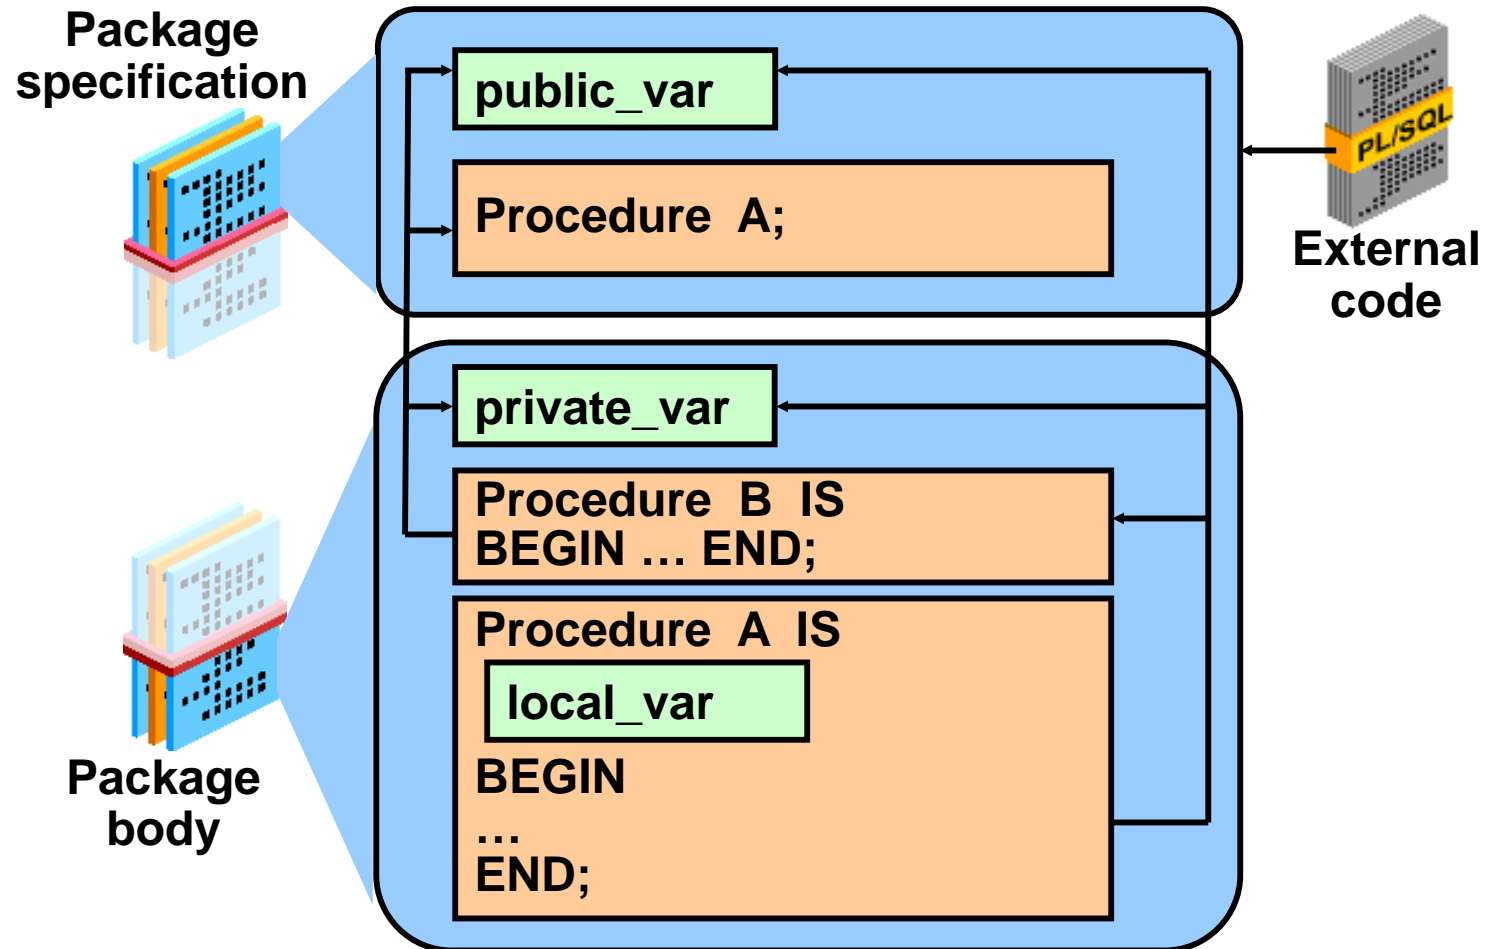 Package
specification
public_var
Procedure A;
PL/SQL
External
code
private_var
Procedure B IS
BEGIN … END;
Procedure A IS
local_var
BEGIN
…
END;
Package
body